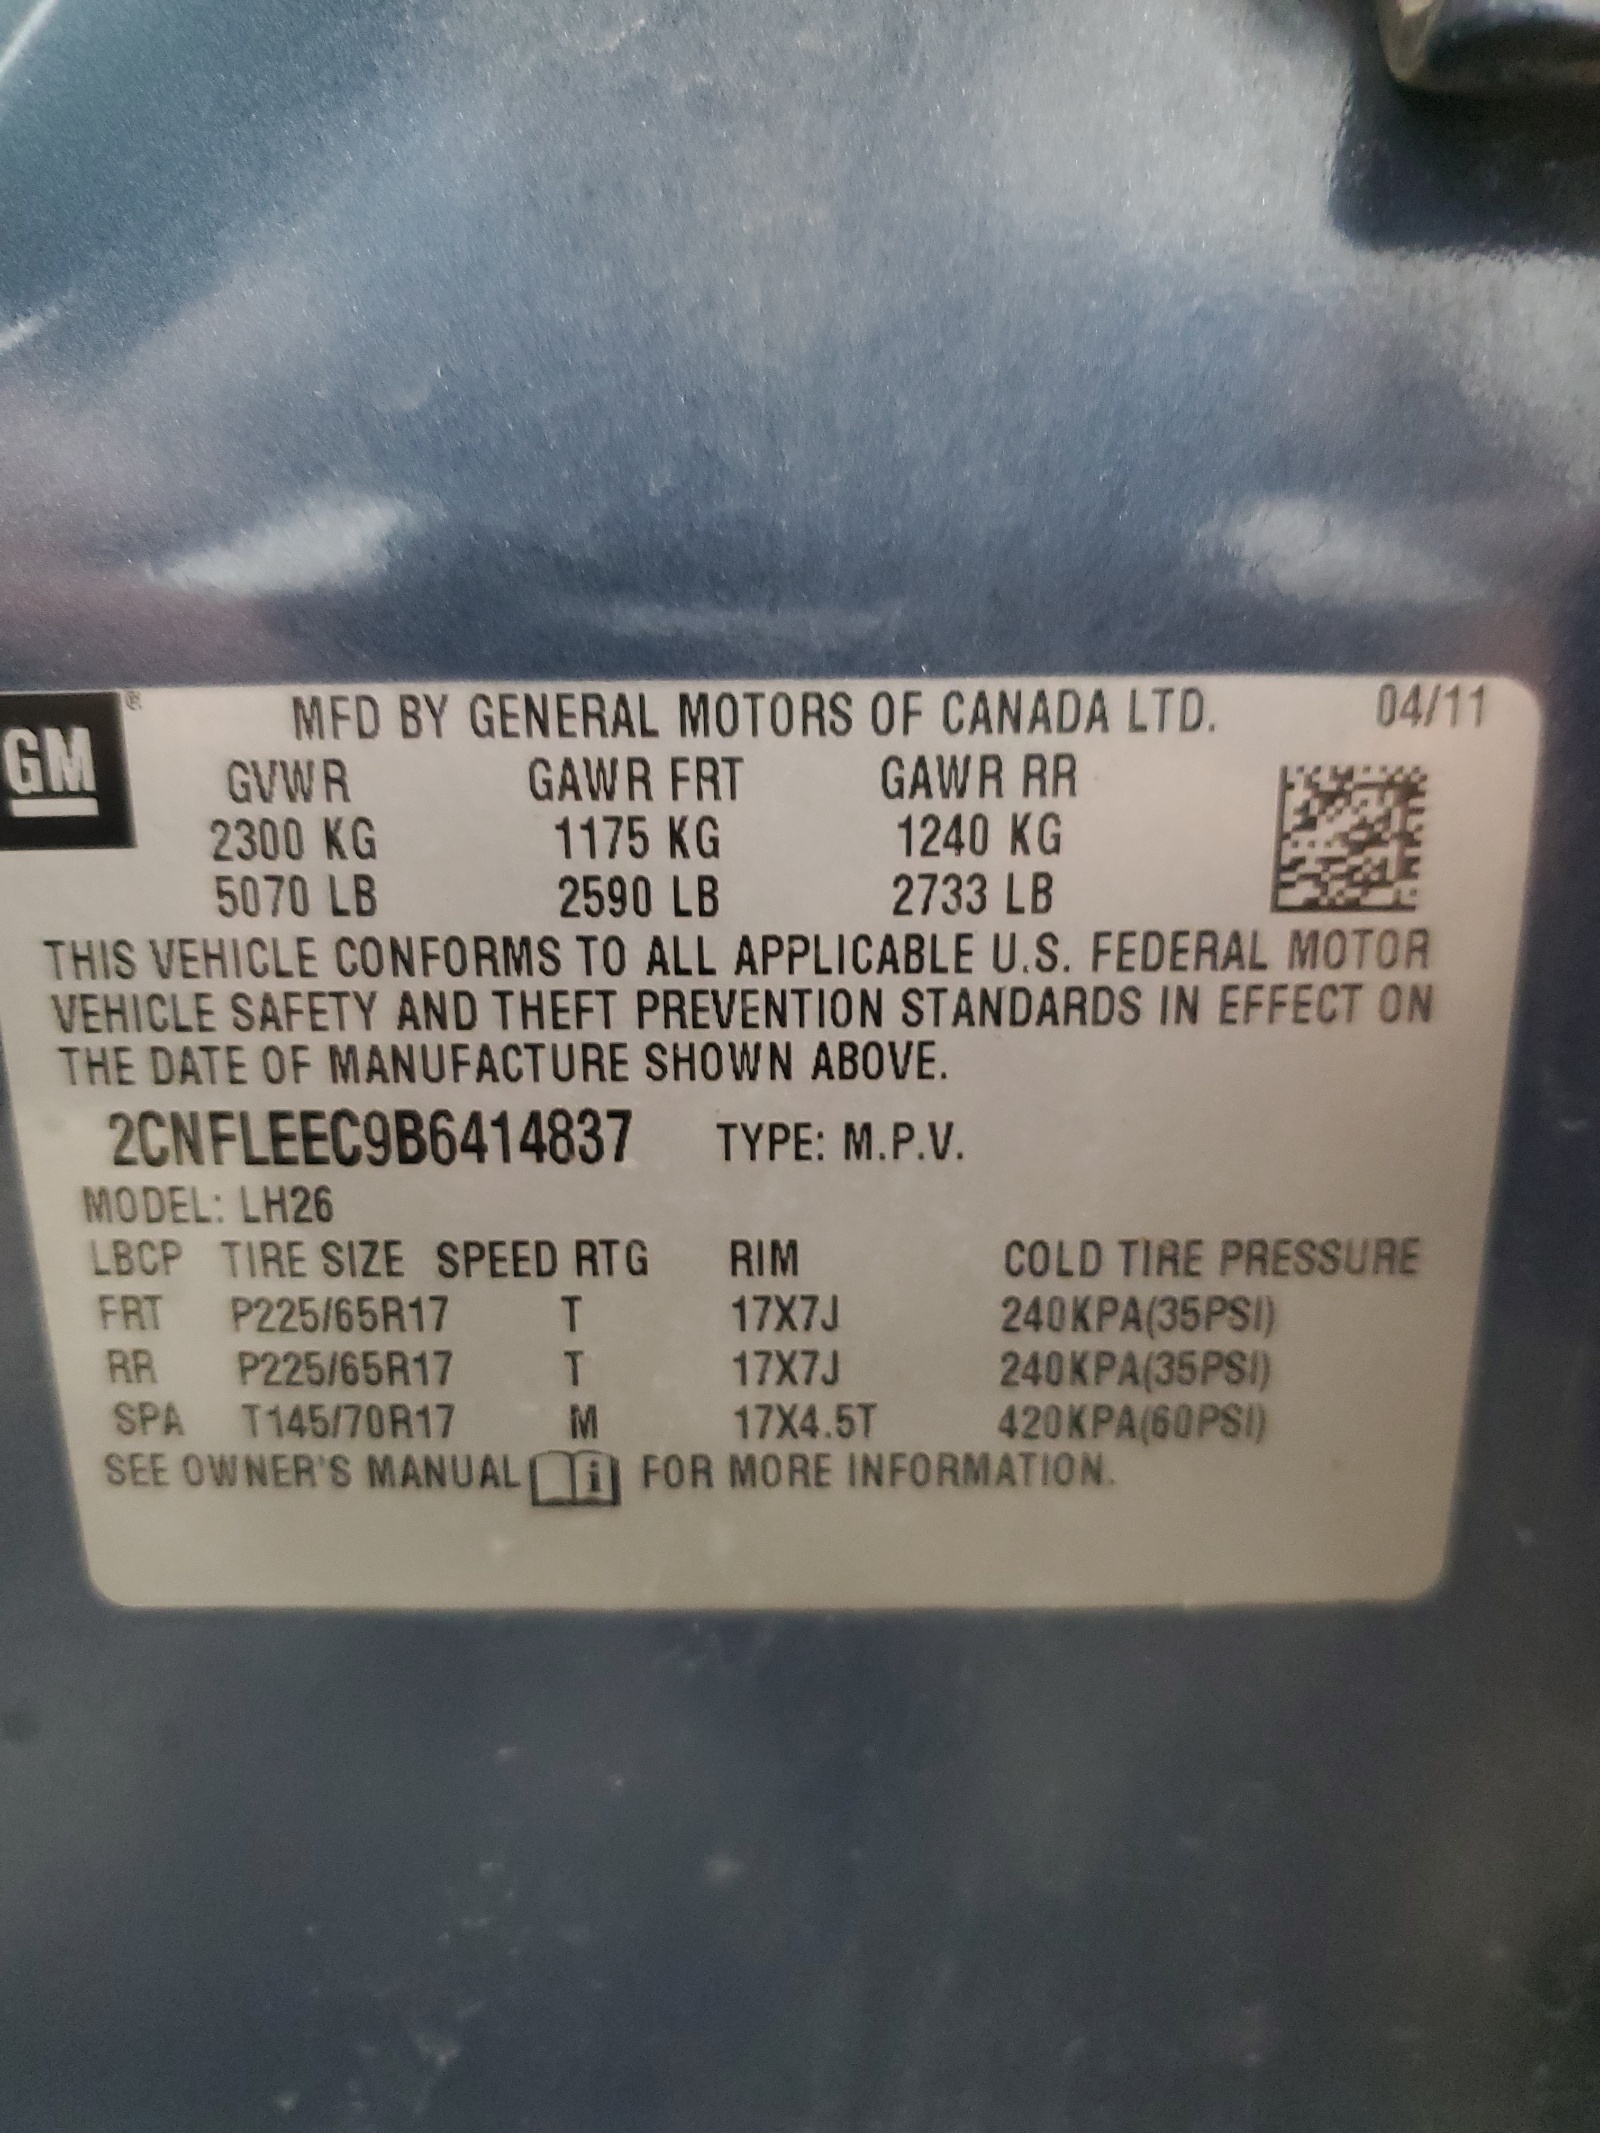 GM ®
MFD BY GENERAL MOTORS OF CANADA LTD. 04/11
GVWR GAWR FRT GAWR RR
2300 KG 1175 KG 1240 KG
5070 LB 2590 LB 2733 LB
THIS VEHICLE CONFORMS TO ALL APPLICABLE U.S. FEDERAL MOTOR
VEHICLE SAFETY AND THEFT PREVENTION STANDARDS IN EFFECT ON
THE DATE OF MANUFACTURE SHOWN ABOVE.
2CNFLEEC9B6414837 TYPE: M.P.V.
MODEL: LH26
LBCP TIRE SIZE SPEED RTG RIM COLD TIRE PRESSURE
FRT P225/65R17 T 17X7J 240KPA(35PSI)
RR P225/65R17 T 17X7J 240KPA(35PSI)
SPA T145/70R17 M 17X4.5T 420KPA(60PSI)
SEE OWNER'S MANUAL i FOR MORE INFORMATION.